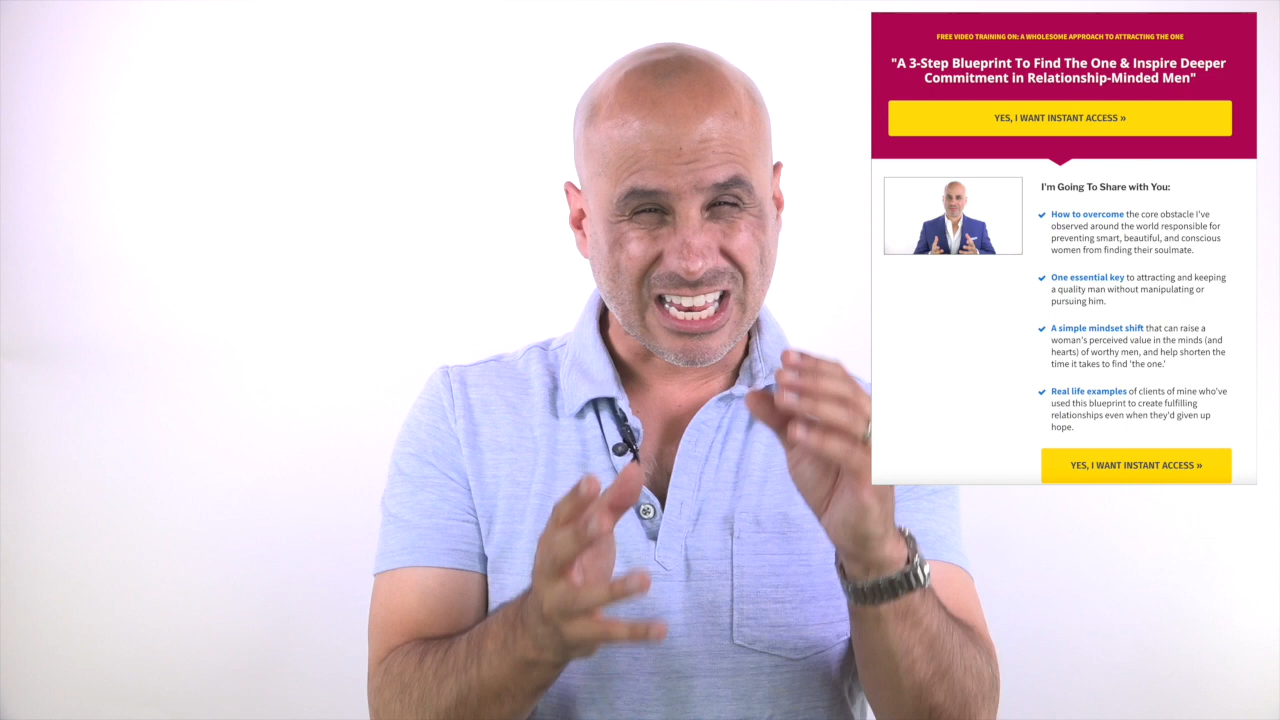 FREE VIDEO TRAINING ON: A WHOLESOME APPROACH TO ATTRACTING THE ONE
"A 3-Step Blueprint To Find The One & Inspire Deeper
Commitment in Relationship-Minded Men"
YES, I WANT INSTANT ACCESS »
I'm Going To Share with You:
How to overcome the core obstacle I've
observed around the world responsible for
preventing smart, beautiful, and conscious
women from finding their soulmate.
One essential key to attracting and keeping
a quality man without manipulating or
pursuing him.
A simple mindset shift that can raise a
woman's perceived value in the minds (and
hearts) of worthy men, and help shorten the
time it takes to find 'the one.'
Real life examples of clients of mine who've
used this blueprint to create fulfilling
relationships even when they'd given up
hope.
YES, I WANT INSTANT ACCESS »